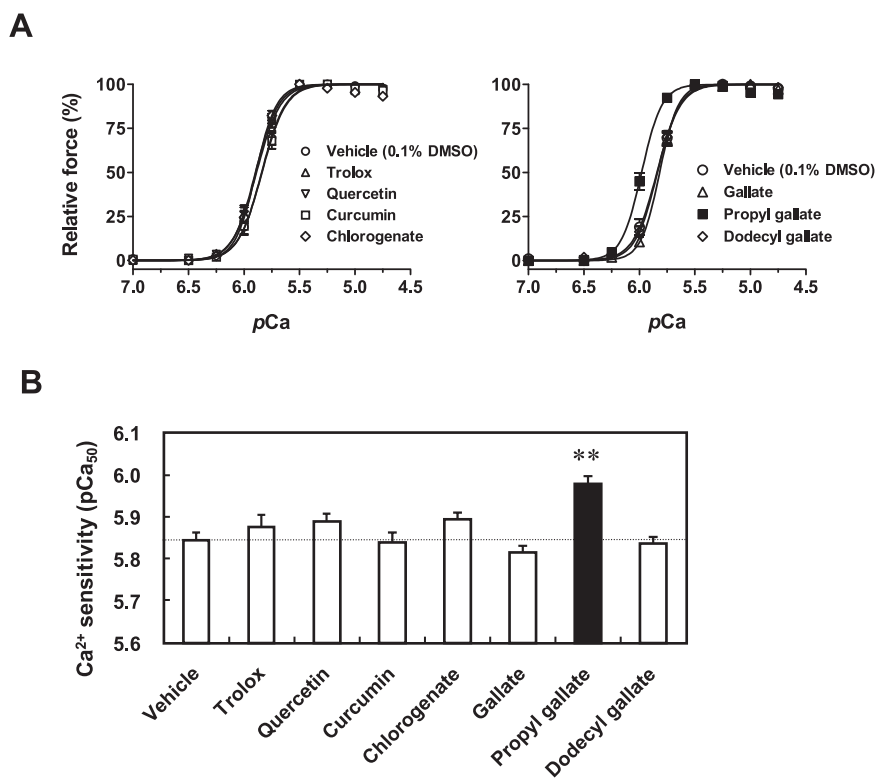 A
Relative force (%)
100
75
50
25
0
Vehicle (0.1% DMSO)
Trolox
Quercetin
Curcumin
Chlorogenate
7.0 6.5 6.0 5.5 5.0 4.5
pCa
100
75
50
25
0
Vehicle (0.1% DMSO)
Gallate
Propyl gallate
Dodecyl gallate
7.0 6.5 6.0 5.5 5.0 4.5
pCa
B
Ca²⁺ sensitivity (pCa₅₀)
6.1
6.0
5.9
5.8
5.7
5.6
**
Vehicle
Trolox
Quercetin
Curcumin
Chlorogenate
Gallate
Propyl gallate
Dodecyl gallate